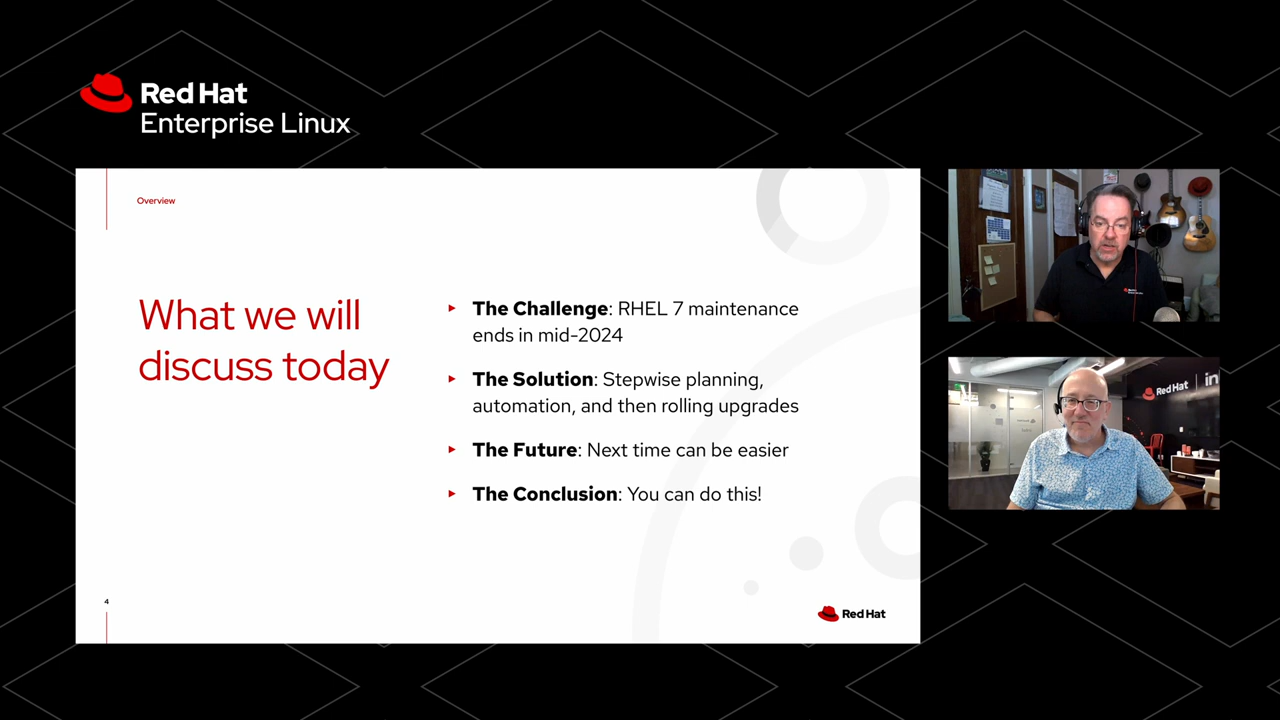 Red Hat
Enterprise Linux
Overview
What we will
discuss today
▸ The Challenge: RHEL 7 maintenance
ends in mid-2024
▸ The Solution: Stepwise planning,
automation, and then rolling upgrades
▸ The Future: Next time can be easier
▸ The Conclusion: You can do this!
4
Red Hat
Red Hat | in